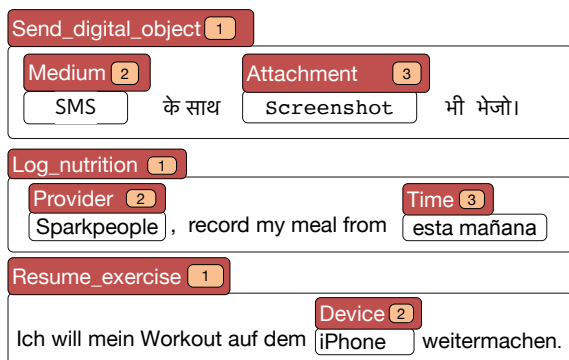 Send_digital_object 1
Medium 2 Attachment 3
SMS के साथ Screenshot भी भेजो।
Log_nutrition 1
Provider 2 Time 3
Sparkpeople , record my meal from esta mañana
Resume_exercise 1
Device 2
Ich will mein Workout auf dem iPhone weitermachen.